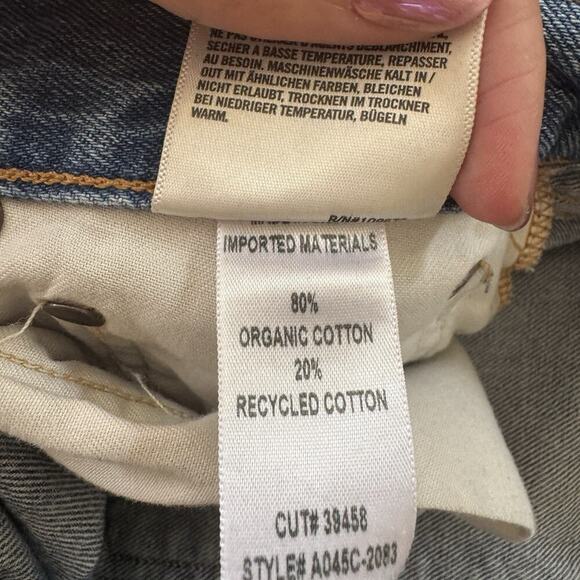 SECHER A BASSE TEMPERATURE, REPASSER
AU BESOIN. MASCHINENWÄSCHE KALT IN /
OUT MIT ÄHNLICHEN FARBEN, BLEICHEN
NICHT ERLAUBT, TROCKNEN IM TROCKNER
BEI NIEDRIGER TEMPERATUR, BÜGELN
WARM.
IMPORTED MATERIALS
80%
ORGANIC COTTON
20%
RECYCLED COTTON
CUT# 39458
STYLE# A045C-2083